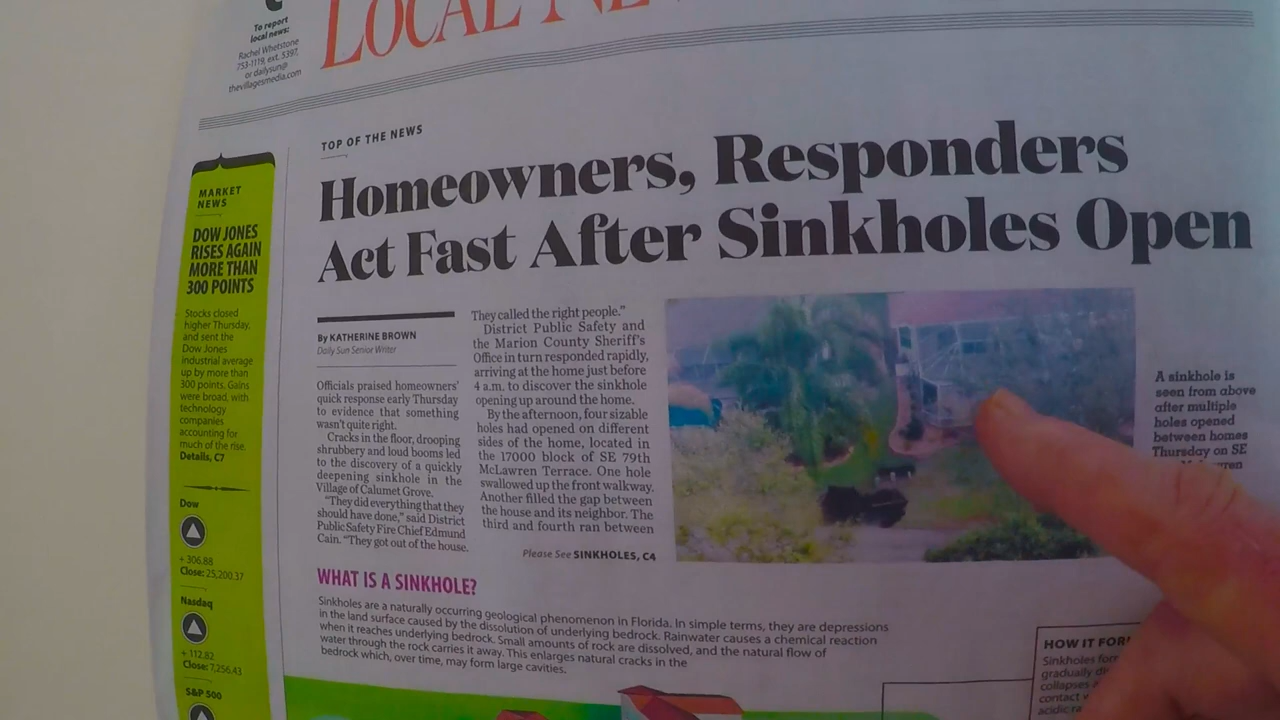 To report
local news:
Rachel Whetstone
753-1119, ext. 5397,
or dailysun@
thevillagesmedia.com
LOCAL
TOP OF THE NEWS
Homeowners, Responders
Act Fast After Sinkholes Open
MARKET
NEWS
DOW JONES
RISES AGAIN
MORE THAN
300 POINTS
Stocks closed
higher Thursday,
and sent the
Dow Jones
industrial average
up by more than
300 points. Gains
were broad, with
technology
companies
accounting for
much of the rise.
Details, C7
Dow
+ 306.88
Close: 25,200.37
Nasdaq
+ 112.82
Close: 7,256.43
S&P 500
By KATHERINE BROWN
Daily Sun Senior Writer
Officials praised homeowners'
quick response early Thursday
to evidence that something
wasn't quite right.
Cracks in the floor, drooping
shrubbery and loud booms led
to the discovery of a quickly
deepening sinkhole in the
Village of Calumet Grove.
"They did everything that they
should have done," said District
Public Safety Fire Chief Edmund
Cain. "They got out of the house.
They called the right people."
District Public Safety and
the Marion County Sheriff's
Office in turn responded rapidly,
arriving at the home just before
4 a.m. to discover the sinkhole
opening up around the home.
By the afternoon, four sizable
holes had opened on different
sides of the home, located in
the 17000 block of SE 79th
McLawren Terrace. One hole
swallowed up the front walkway.
Another filled the gap between
the house and its neighbor. The
third and fourth ran between
Please See SINKHOLES, C4
A sinkhole is
seen from above
after multiple
holes opened
between homes
Thursday on SE
WHAT IS A SINKHOLE?
Sinkholes are a naturally occurring geological phenomenon in Florida. In simple terms, they are depressions
in the land surface caused by the dissolution of underlying bedrock. Rainwater causes a chemical reaction
when it reaches underlying bedrock. Small amounts of rock are dissolved, and the natural flow of
water through the rock carries it away. This enlarges natural cracks in the
bedrock which, over time, may form large cavities.
HOW IT
Sinkholes
gradually
collapses
contact